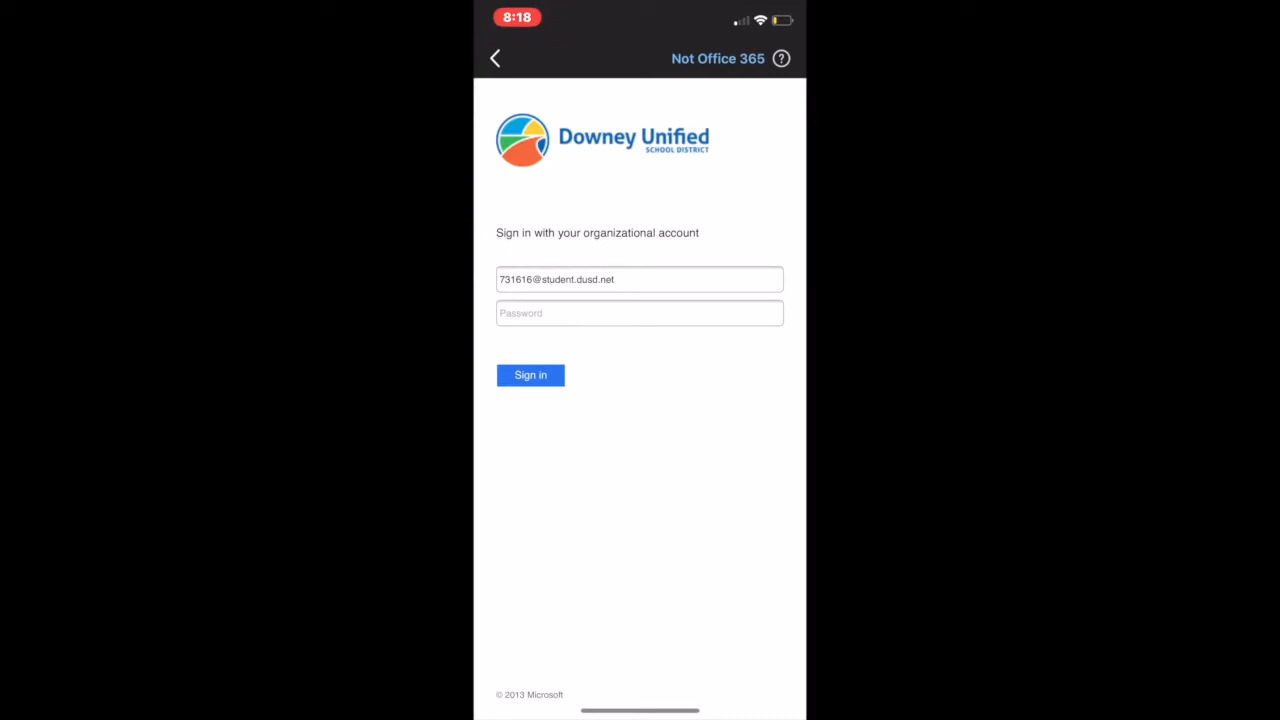 8:18
Not Office 365 ?
Downey Unified
SCHOOL DISTRICT
Sign in with your organizational account
731616@student.dusd.net
Password
Sign in
© 2013 Microsoft